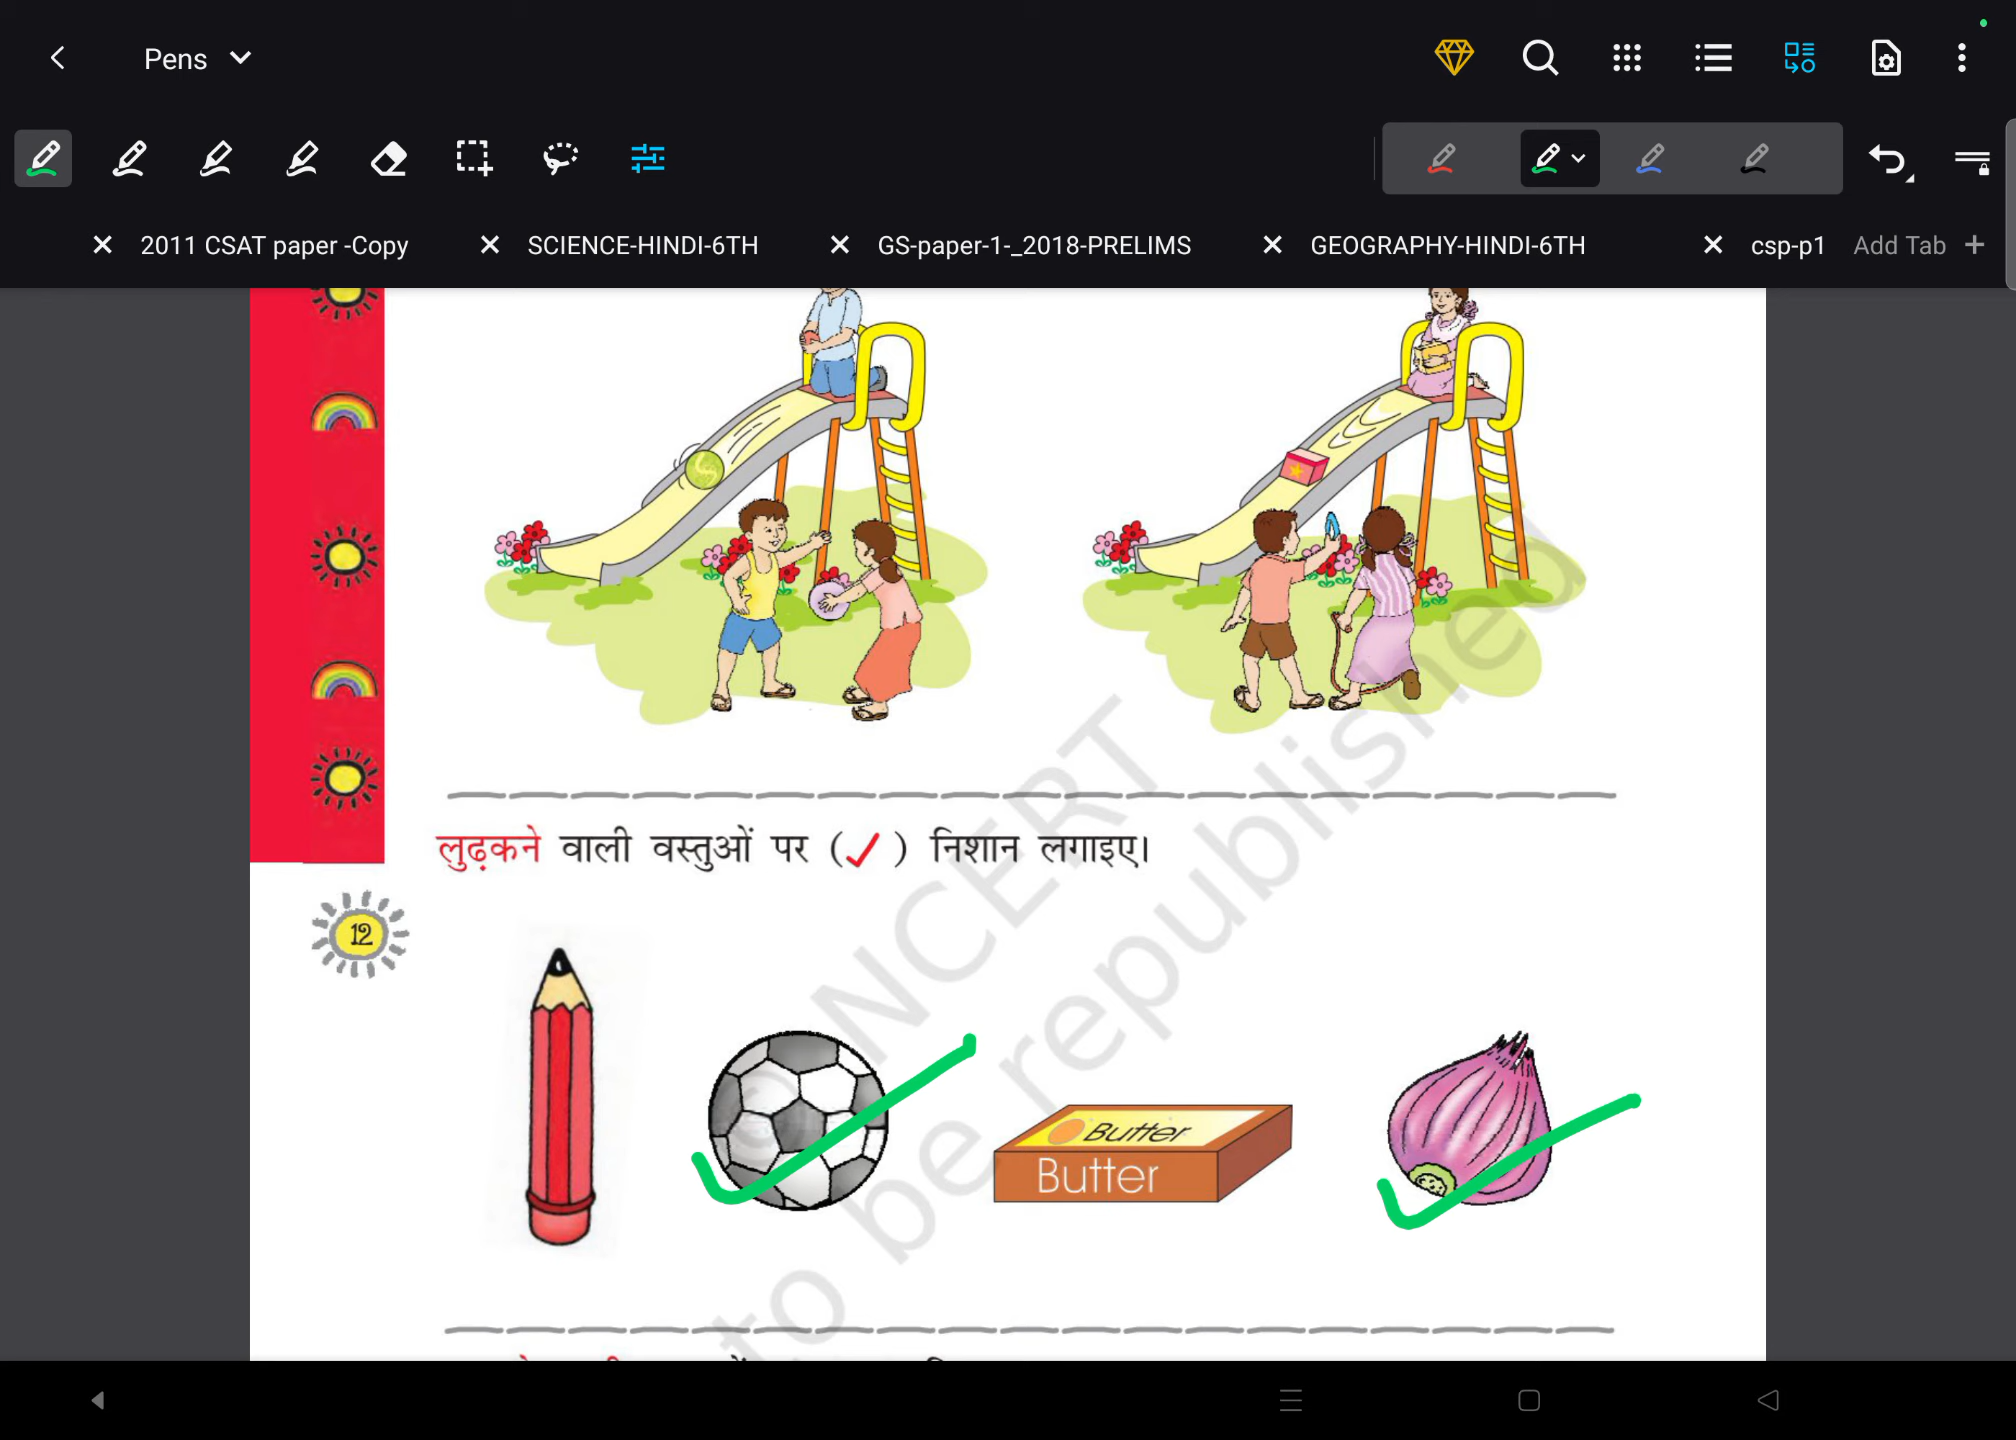 Pens
2011 CSAT paper -Copy
SCIENCE-HINDI-6TH
GS-paper-1-_2018-PRELIMS
GEOGRAPHY-HINDI-6TH
csp-p1
Add Tab +
लुढ़कने वाली वस्तुओं पर (✓) निशान लगाइए।
12
Butter
Butter
© NCERT
to be republished